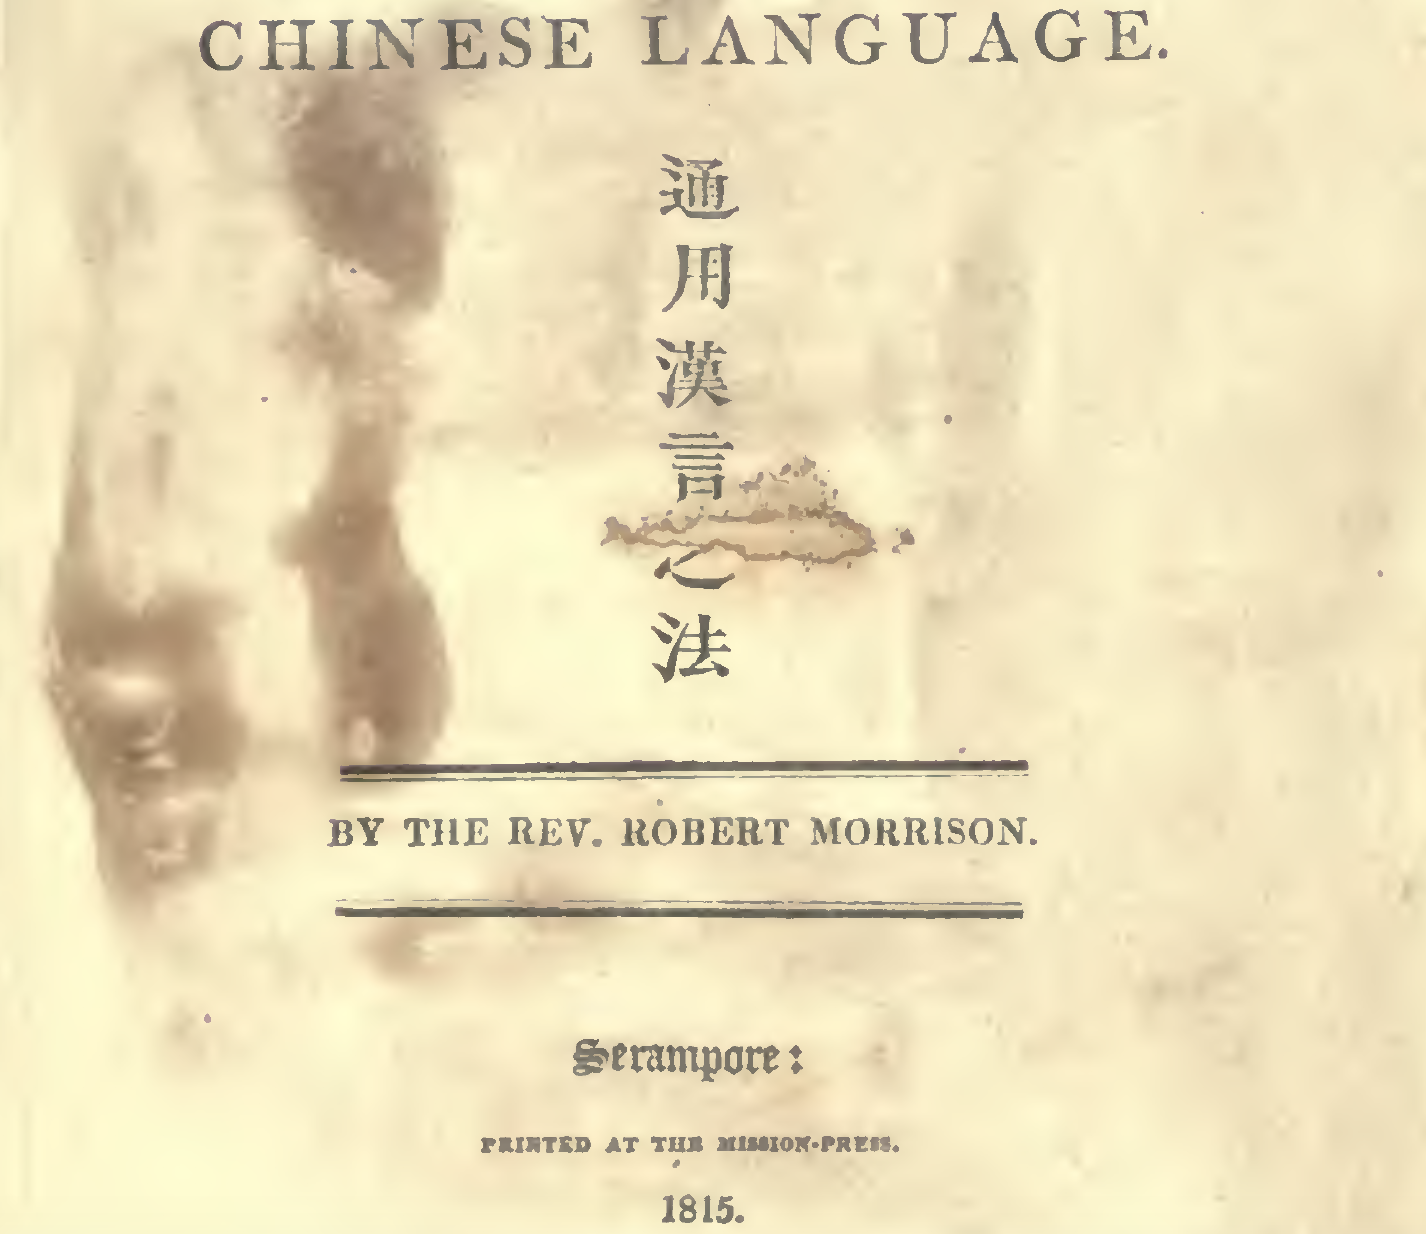 CHINESE LANGUAGE.
通用漢言之法
BY THE REV. ROBERT MORRISON.
Serampore:
PRINTED AT THE MISSION-PRESS.
1815.